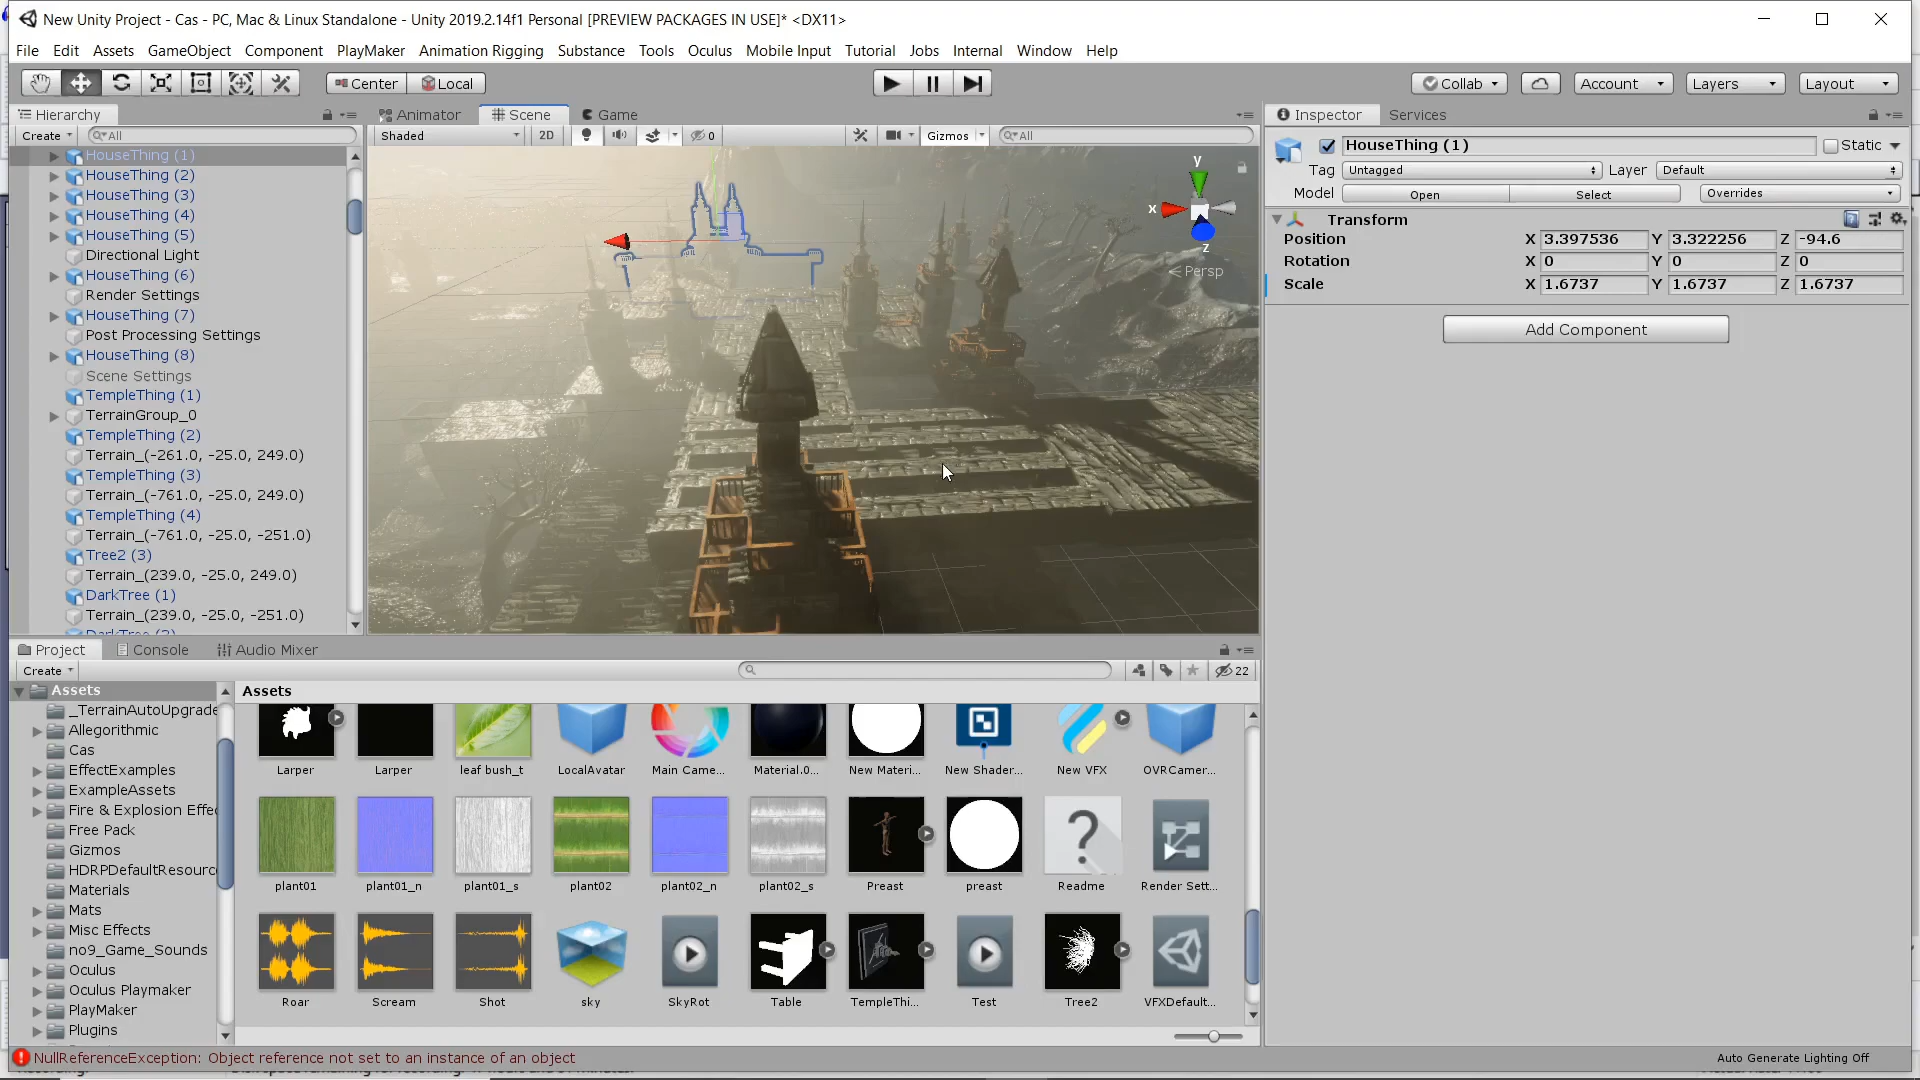 New Unity Project - Cas - PC, Mac & Linux Standalone - Unity 2019.2.14f1 Personal [PREVIEW PACKAGES IN USE]* <DX11>
File Edit Assets GameObject Component PlayMaker Animation Rigging Substance Tools Oculus Mobile Input Tutorial Jobs Internal Window Help
Center Local Collab Account Layers Layout
Hierarchy
Create All
HouseThing (1)
HouseThing (2)
HouseThing (3)
HouseThing (4)
HouseThing (5)
Directional Light
HouseThing (6)
Render Settings
HouseThing (7)
Post Processing Settings
HouseThing (8)
Scene Settings
TempleThing (1)
TerrainGroup_0
TempleThing (2)
Terrain_(-261.0, -25.0, 249.0)
TempleThing (3)
Terrain_(-761.0, -25.0, 249.0)
TempleThing (4)
Terrain_(-761.0, -25.0, -251.0)
Tree2 (3)
Terrain_(239.0, -25.0, 249.0)
DarkTree (1)
Terrain_(239.0, -25.0, -251.0)
Animator Scene Game
Shaded 2D 0 Gizmos All
y
x
z
Persp
Inspector Services
HouseThing (1) Static
Tag Untagged Layer Default
Model Open Select Overrides
Transform
Position X 3.397536 Y 3.322256 Z -94.6
Rotation X 0 Y 0 Z 0
Scale X 1.6737 Y 1.6737 Z 1.6737
Add Component
Project Console Audio Mixer
Create 22
Assets
_TerrainAutoUpgrade
Allegorithmic
Cas
EffectExamples
ExampleAssets
Fire & Explosion Effe
Free Pack
Gizmos
HDRPDefaultResourc
Materials
Mats
Misc Effects
no9_Game_Sounds
Oculus
Oculus Playmaker
PlayMaker
Plugins
Assets
Larper Larper leaf bush_t LocalAvatar Main Came... Material.0... New Materi... New Shader... New VFX OVRCamer...
plant01 plant01_n plant01_s plant02 plant02_n plant02_s Preast preast Readme Render Sett...
Roar Scream Shot sky SkyRot Table TempleThi... Test Tree2 VFXDefault...
NullReferenceException: Object reference not set to an instance of an object
Auto Generate Lighting Off